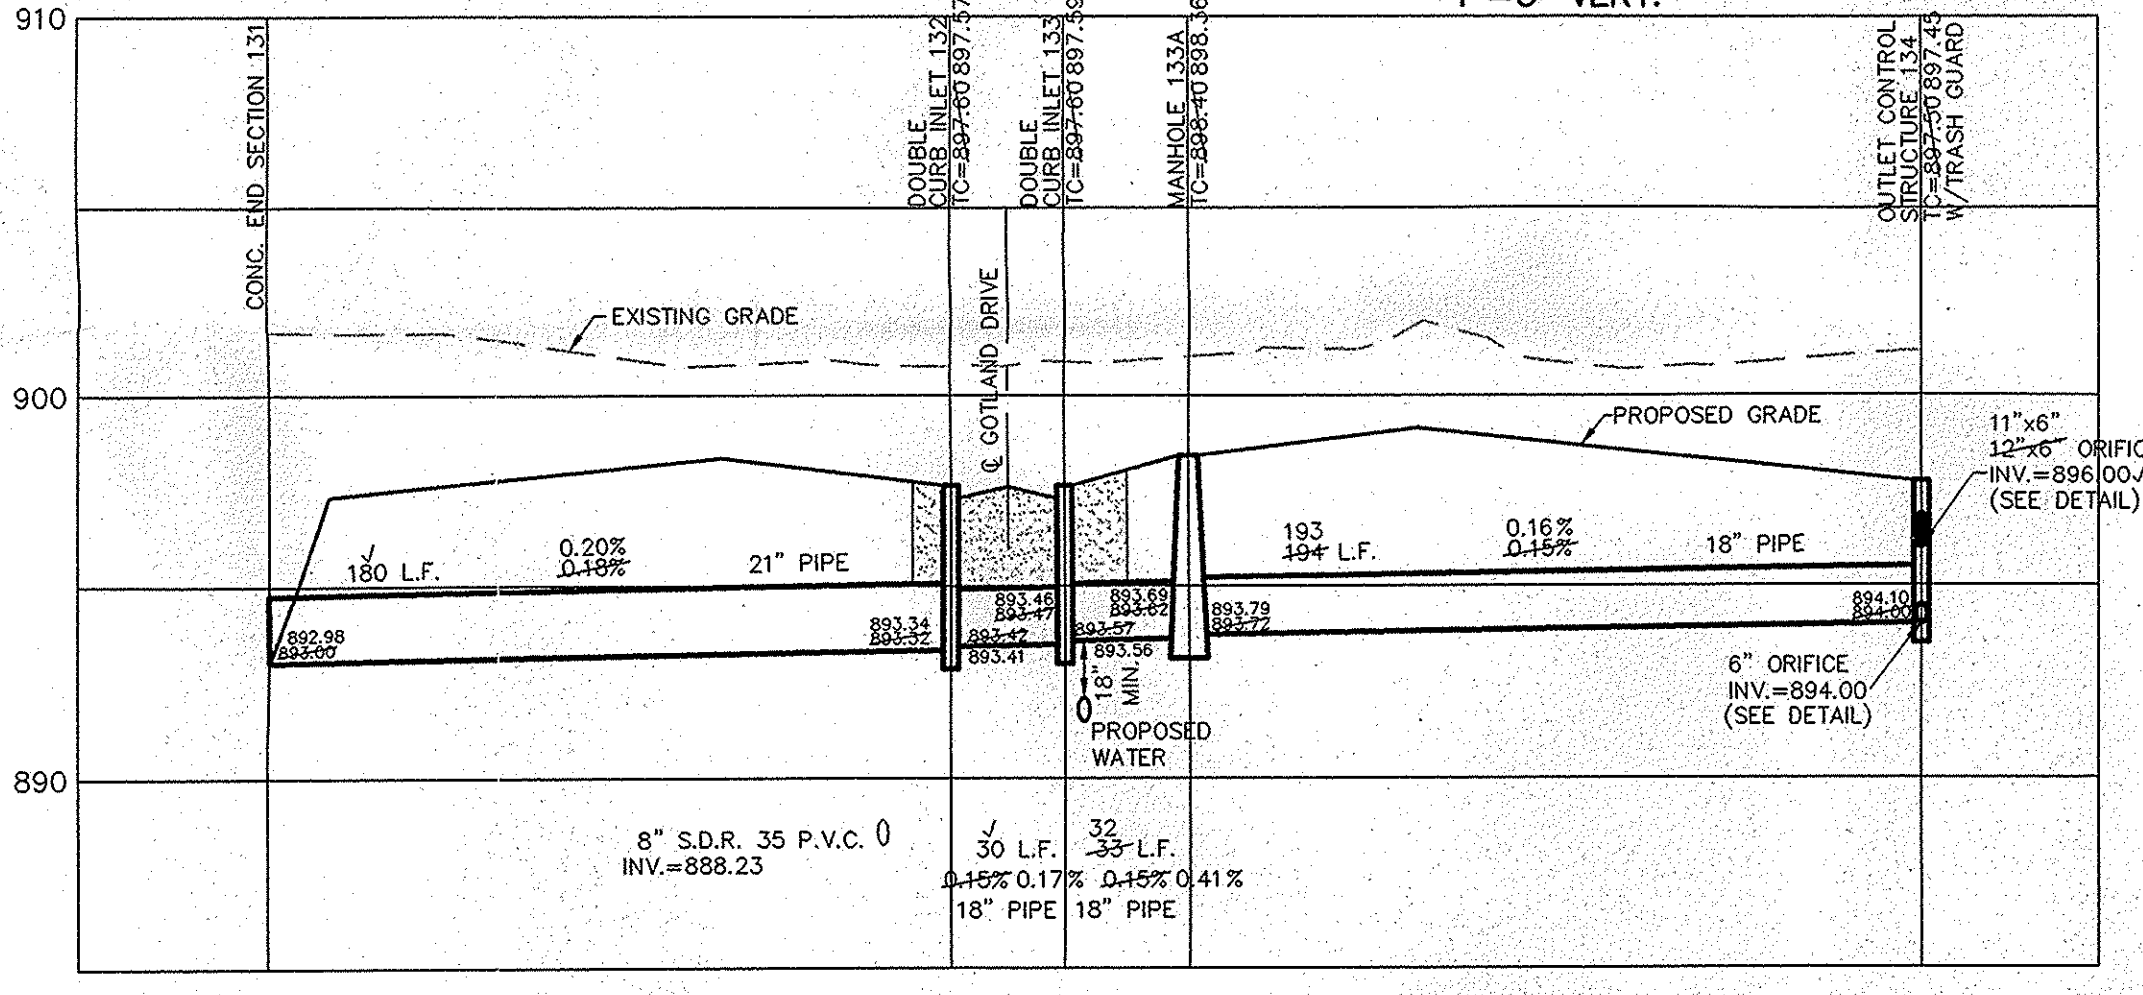 1"=5' VERT.
910
900
890
CONC. END SECTION 131
DOUBLE
CURB INLET 132
TC=897.60 897.57
DOUBLE
CURB INLET 133
TC=897.60 897.59
MANHOLE 133A
TC=898.40 898.36
OUTLET CONTROL
STRUCTURE 134
TC=897.50 897.45
W/TRASH GUARD
EXISTING GRADE
℄ GOTLAND DRIVE
PROPOSED GRADE
11"x6"
12"x6" ORIFIC
INV.=896.00✓
(SEE DETAIL)
✓
180 L.F.
0.20%
0.18%
21" PIPE
193
194 L.F.
0.16%
0.15%
18" PIPE
892.98
893.00
893.34
893.32
893.46
893.47
893.42
893.41
893.69
893.62
893.57
893.56
893.79
893.72
894.10
894.00
18"
MIN.
PROPOSED
WATER
6" ORIFICE
INV.=894.00
(SEE DETAIL)
8" S.D.R. 35 P.V.C.
INV.=888.23
✓
30 L.F.
0.15% 0.17%
18" PIPE
32
33 L.F.
0.15% 0.41%
18" PIPE